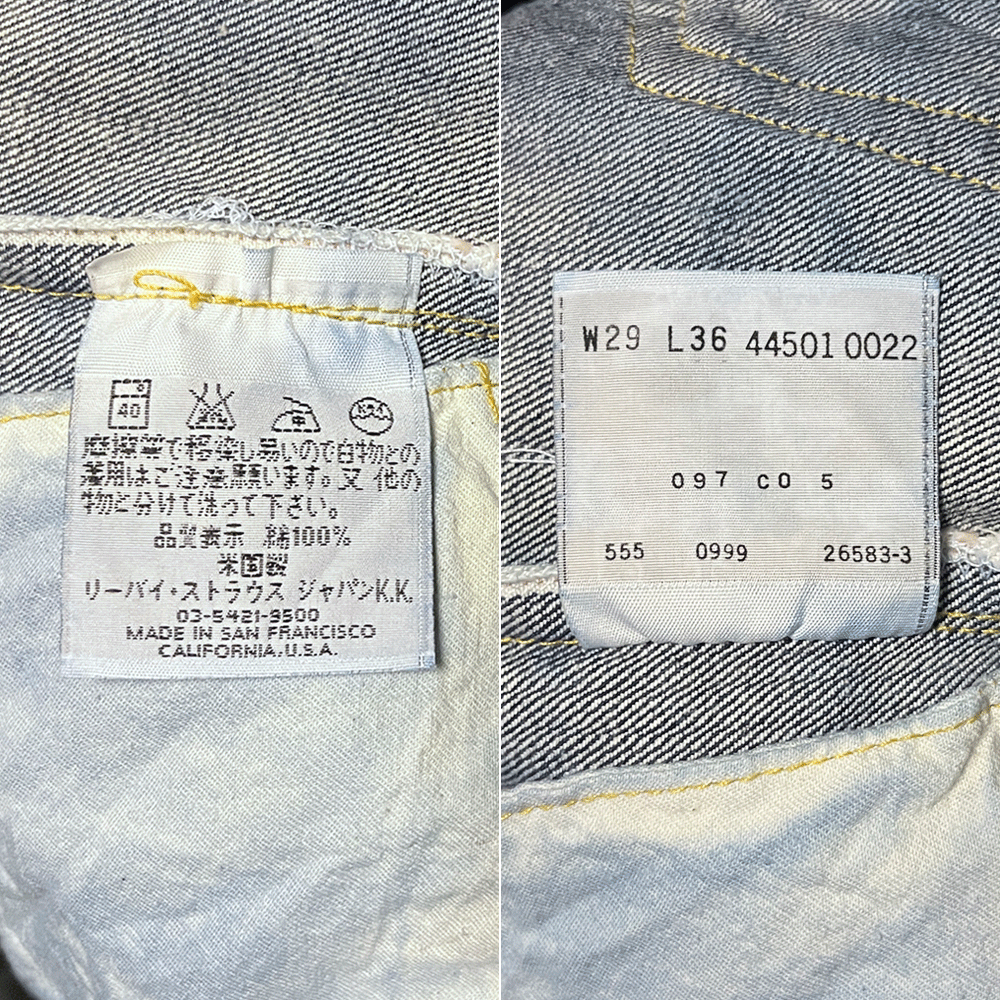 40
エンソ
摩擦等で移染し易いので白物との
着用はご注意願います。又 他の
物と分けて洗って下さい。
品質表示 綿100%
米国製
リーバイ・ストラウス ジャパンK.K.
03-5421-9500
MADE IN SAN FRANCISCO
CALIFORNIA,U.S.A.
W29 L36 44501 0022
097 CO 5
555 0999 26583-3